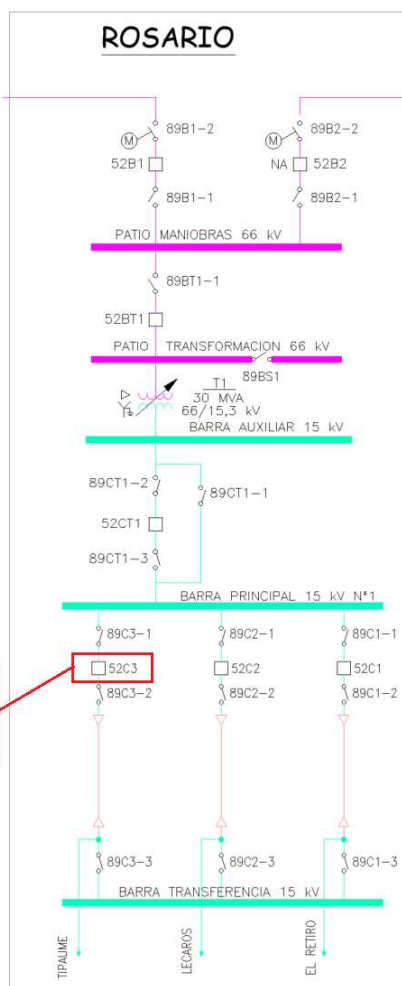 ROSARIO
89B1-2
89B2-2
M
M
52B1
NA
52B2
89B1-1
89B2-1
PATIO MANIOBRAS 66 kV
89BT1-1
52BT1
PATIO TRANSFORMACION 66 kV
89BS1
T1
30 MVA
66/15,3 kV
BARRA AUXILIAR 15 kV
89CT1-2
89CT1-1
52CT1
89CT1-3
BARRA PRINCIPAL 15 kV N°1
89C3-1
89C2-1
89C1-1
52C3
52C2
52C1
89C3-2
89C2-2
89C1-2
89C3-3
89C2-3
89C1-3
BARRA TRANSFERENCIA 15 kV
TIPAUME
LECAROS
EL RETIRO